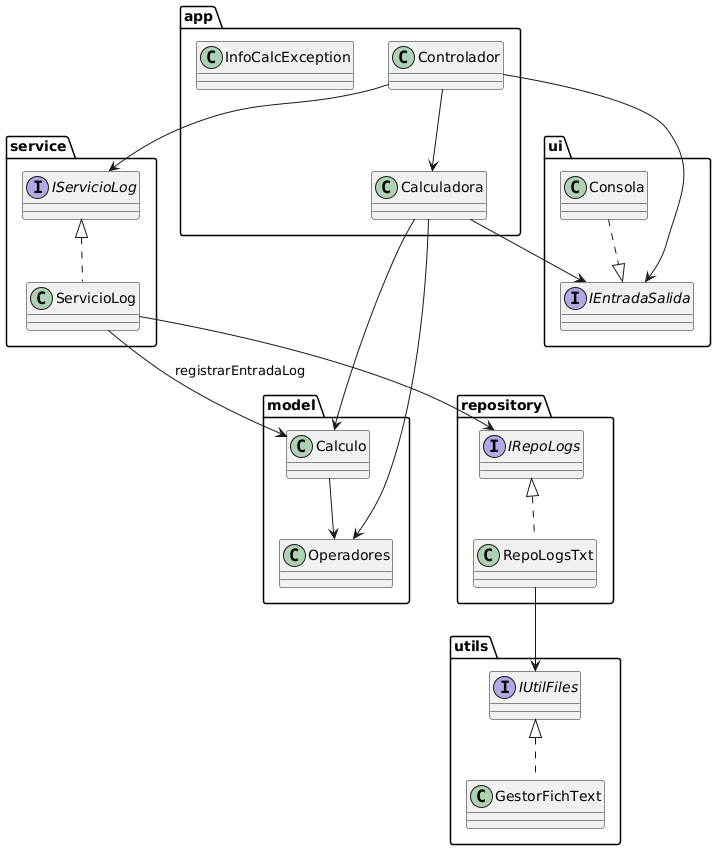 app
C InfoCalcException
C Controlador
service
ui
I IServicioLog
C Calculadora
C Consola
C ServicioLog
I IEntradaSalida
registrarEntradaLog
model
repository
C Calculo
I IRepoLogs
C Operadores
C RepoLogsTxt
utils
I IUtilFiles
C GestorFichText